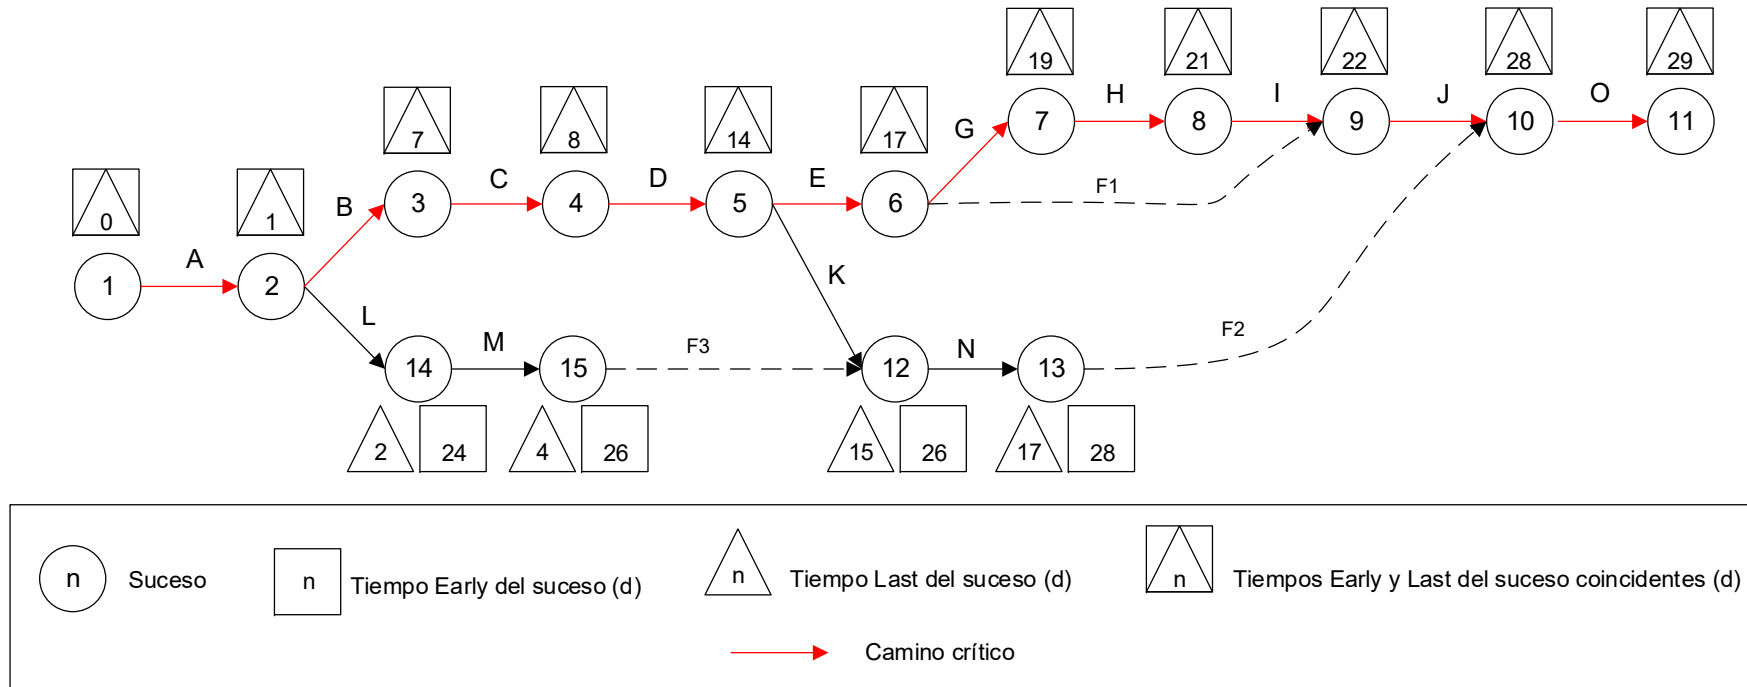 19 21 22 28 29
G 7 H 8 I 9 J 10 O 11
7 8 14 17
B 3 C 4 D 5 E 6 F1
0 1
1 A 2
K
L 14 M 15 F3 12 N 13 F2
2 24 4 26 15 26 17 28
n Suceso n Tiempo Early del suceso (d) n Tiempo Last del suceso (d) n Tiempos Early y Last del suceso coincidentes (d)
Camino crítico